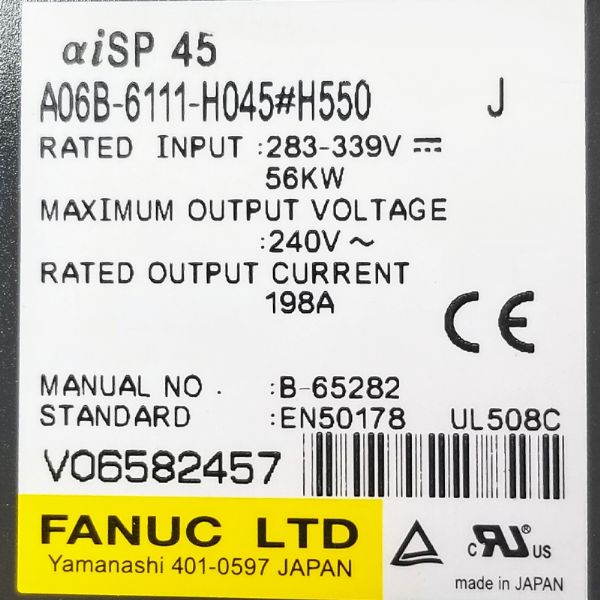 αiSP 45
A06B-6111-H045#H550 J
RATED INPUT :283-339V ⎓
56KW
MAXIMUM OUTPUT VOLTAGE
:240V ~
RATED OUTPUT CURRENT
198A
CE
MANUAL NO . :B-65282
STANDARD :EN50178 UL508C
V06582457
FANUC LTD
Yamanashi 401-0597 JAPAN
c RU US
made in JAPAN